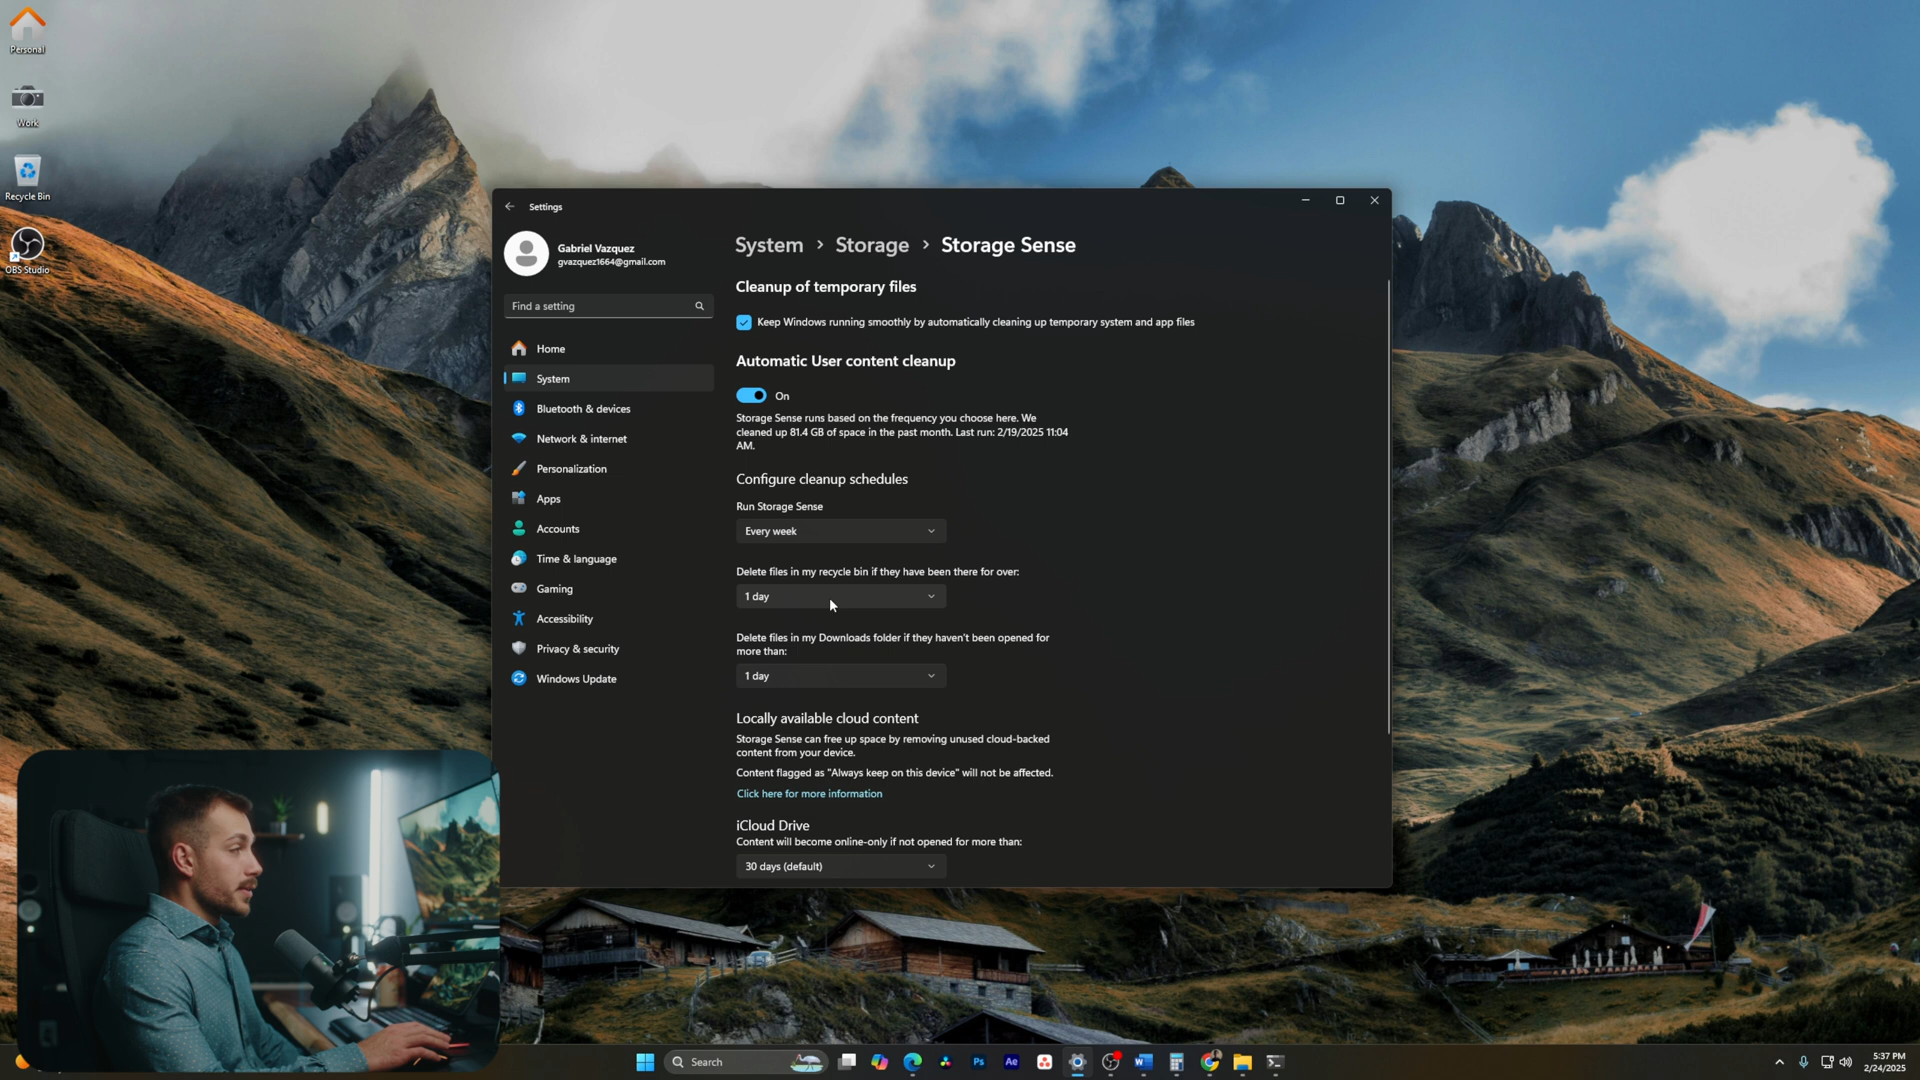 Personal
Work
Recycle Bin
OBS Studio
Settings
Gabriel Vazquez
gvazquez1664@gmail.com
Find a setting
Home
System
Bluetooth & devices
Network & internet
Personalization
Apps
Accounts
Time & language
Gaming
Accessibility
Privacy & security
Windows Update
System > Storage > Storage Sense
Cleanup of temporary files
Keep Windows running smoothly by automatically cleaning up temporary system and app files
Automatic User content cleanup
On
Storage Sense runs based on the frequency you choose here. We
cleaned up 81.4 GB of space in the past month. Last run: 2/19/2025 11:04
AM.
Configure cleanup schedules
Run Storage Sense
Every week
Delete files in my recycle bin if they have been there for over:
1 day
Delete files in my Downloads folder if they haven't been opened for
more than:
1 day
Locally available cloud content
Storage Sense can free up space by removing unused cloud-backed
content from your device.
Content flagged as "Always keep on this device" will not be affected.
Click here for more information
iCloud Drive
Content will become online-only if not opened for more than:
30 days (default)
Search
Ps
Ae
W
5:37 PM
2/24/2025